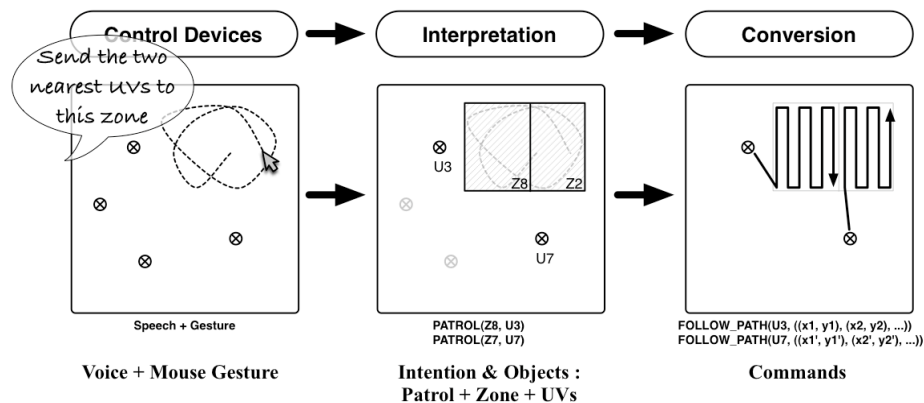 Control Devices
Interpretation
Conversion
Send the two
nearest UVs to
this zone
U3
Z8
Z2
U7
Speech + Gesture
PATROL(Z8, U3)
PATROL(Z7, U7)
FOLLOW_PATH(U3, ((x1, y1), (x2, y2), ...))
FOLLOW_PATH(U7, ((x1', y1'), (x2', y2'), ...))
Voice + Mouse Gesture
Intention & Objects :
Patrol + Zone + UVs
Commands